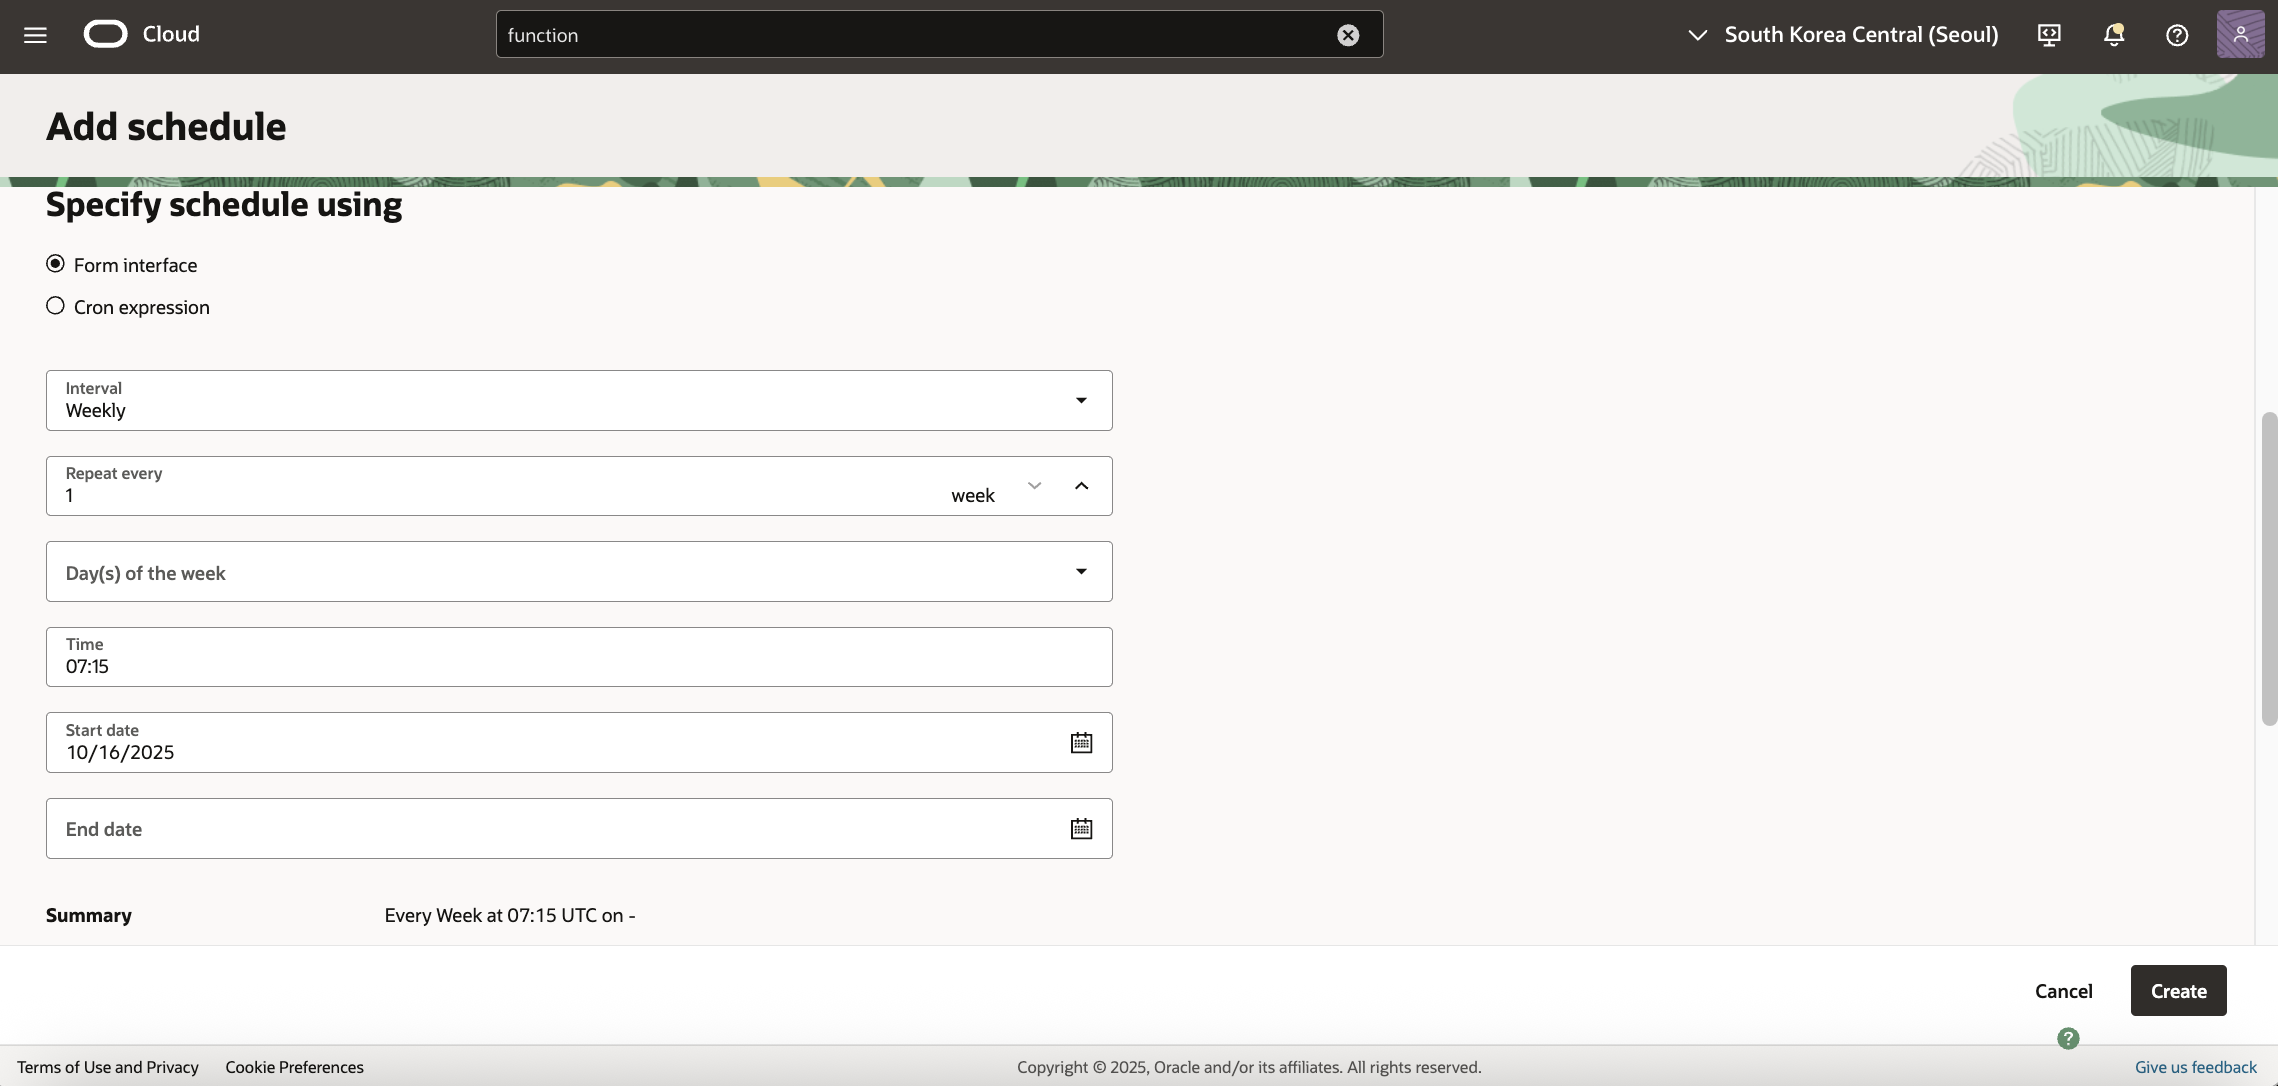 Cloud
function
South Korea Central (Seoul)
Add schedule
Specify schedule using
Form interface
Cron expression
Interval
Weekly
Repeat every
1 week
Day(s) of the week
Time
07:15
Start date
10/16/2025
End date
Summary Every Week at 07:15 UTC on -
Cancel Create
?
Terms of Use and Privacy Cookie Preferences Copyright © 2025, Oracle and/or its affiliates. All rights reserved. Give us feedback